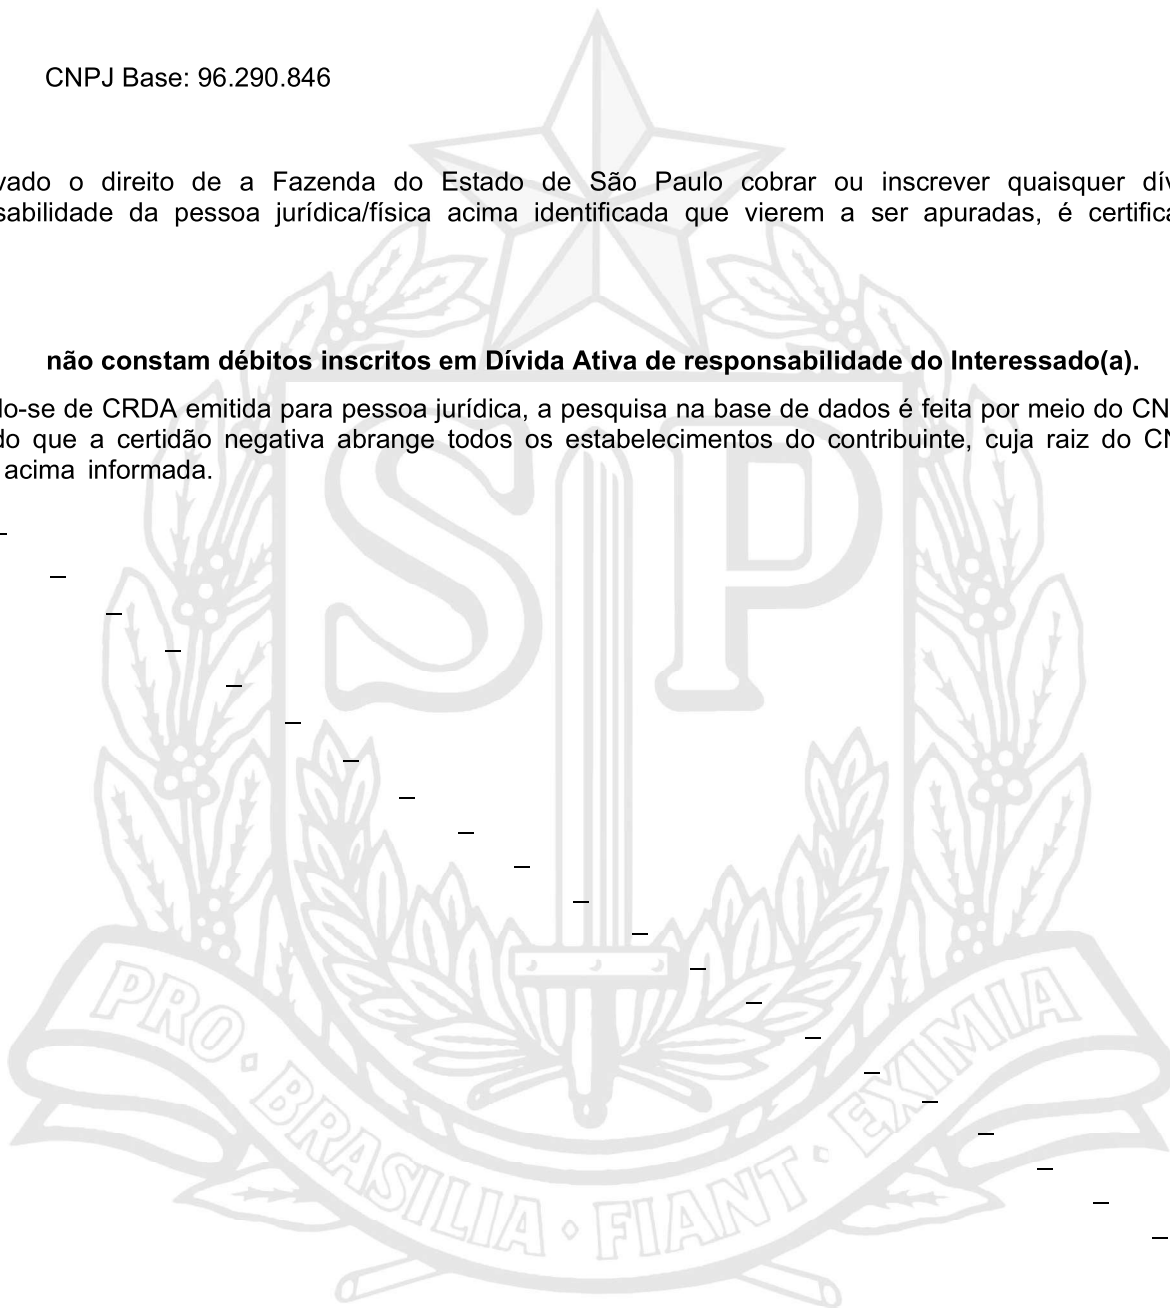 CNPJ Base: 96.290.846
vado o direito de a Fazenda do Estado de São Paulo cobrar ou inscrever quaisquer dív
sabilidade da pessoa jurídica/física acima identificada que vierem a ser apuradas, é certifica
não constam débitos inscritos em Dívida Ativa de responsabilidade do Interessado(a).
do-se de CRDA emitida para pessoa jurídica, a pesquisa na base de dados é feita por meio do CN
do que a certidão negativa abrange todos os estabelecimentos do contribuinte, cuja raiz do CN
acima informada.
SP
PRO · BRASILIA · FIANT · EXIMIA